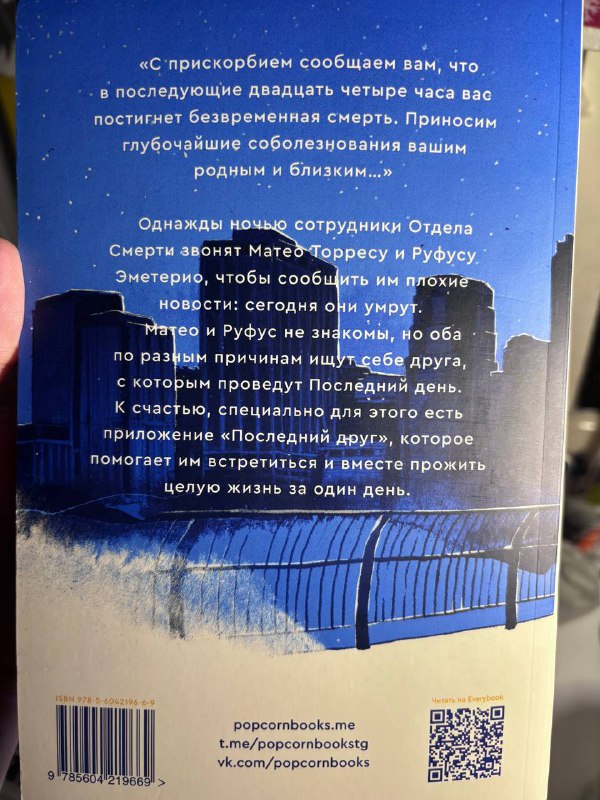 «С прискорбием сообщаем вам, что
в последующие двадцать четыре часа вас
постигнет безвременная смерть. Приносим
глубочайшие соболезнования вашим
родным и близким…»
Однажды ночью сотрудники Отдела
Смерти звонят Матео Торресу и Руфусу
Эметерио, чтобы сообщить им плохие
новости: сегодня они умрут.
Матео и Руфус не знакомы, но оба
по разным причинам ищут себе друга,
с которым проведут Последний день.
К счастью, специально для этого есть
приложение «Последний друг», которое
помогает им встретиться и вместе прожить
целую жизнь за один день.
ISBN 978-5-6042196-6-9
9 785604 219669 >
popcornbooks.me
t.me/popcornbookstg
vk.com/popcornbooks
Читать на Everybook